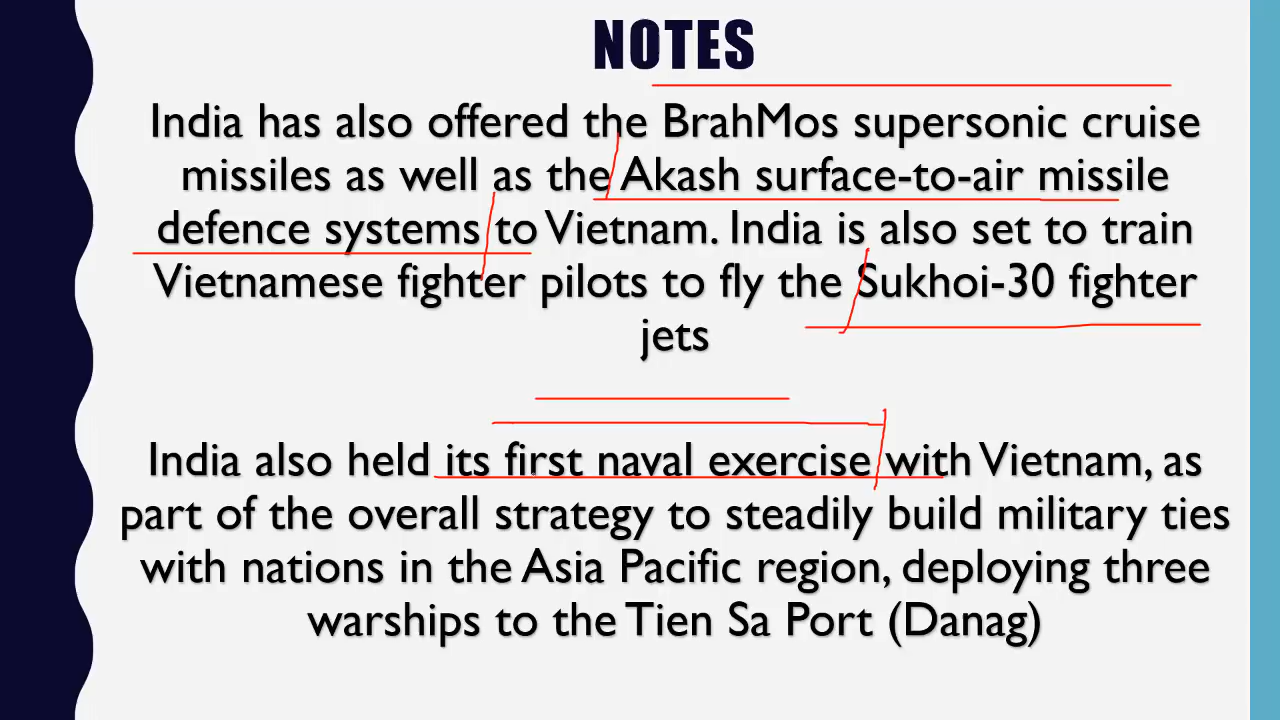 NOTES
India has also offered the BrahMos supersonic cruise
missiles as well as the Akash surface-to-air missile
defence systems to Vietnam. India is also set to train
Vietnamese fighter pilots to fly the Sukhoi-30 fighter
jets
India also held its first naval exercise with Vietnam, as
part of the overall strategy to steadily build military ties
with nations in the Asia Pacific region, deploying three
warships to the Tien Sa Port (Danag)